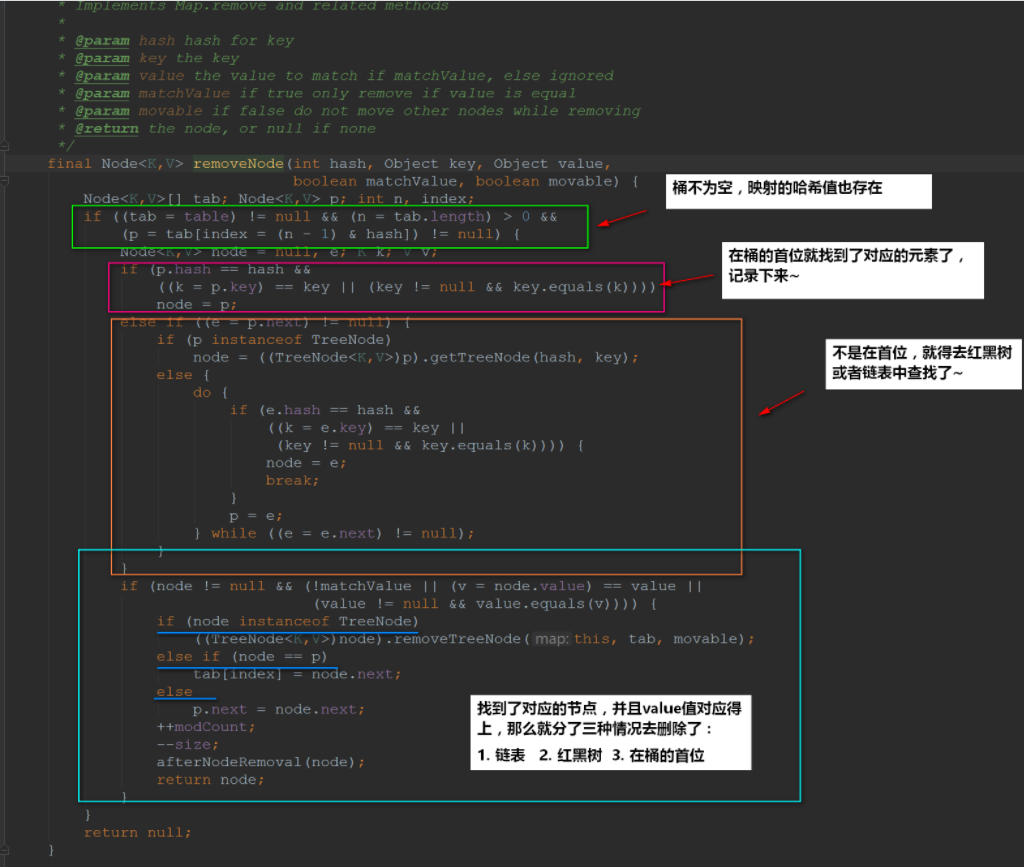 * Implements Map.remove and related methods
*
* @param hash hash for key
* @param key the key
* @param value the value to match if matchValue, else ignored
* @param matchValue if true only remove if value is equal
* @param movable if false do not move other nodes while removing
* @return the node, or null if none
*/
final Node<K,V> removeNode(int hash, Object key, Object value,
boolean matchValue, boolean movable) {
Node<K,V>[] tab; Node<K,V> p; int n, index;
桶不为空，映射的哈希值也存在
if ((tab = table) != null && (n = tab.length) > 0 &&
(p = tab[index = (n - 1) & hash]) != null) {
Node<K,V> node = null, e; K k; V v;
在桶的首位就找到了对应的元素了，
记录下来~
if (p.hash == hash &&
((k = p.key) == key || (key != null && key.equals(k))))
node = p;
else if ((e = p.next) != null) {
if (p instanceof TreeNode)
node = ((TreeNode<K,V>)p).getTreeNode(hash, key);
不是在首位，就得去红黑树
或者链表中查找了~
else {
do {
if (e.hash == hash &&
((k = e.key) == key ||
(key != null && key.equals(k)))) {
node = e;
break;
}
p = e;
} while ((e = e.next) != null);
}
}
if (node != null && (!matchValue || (v = node.value) == value ||
(value != null && value.equals(v)))) {
if (node instanceof TreeNode)
((TreeNode<K,V>)node).removeTreeNode( map: this, tab, movable);
else if (node == p)
tab[index] = node.next;
else
p.next = node.next;
++modCount;
--size;
afterNodeRemoval(node);
return node;
找到了对应的节点，并且value值对应得
上，那么就分了三种情况去删除了：
1. 链表 2. 红黑树 3. 在桶的首位
}
}
return null;
}